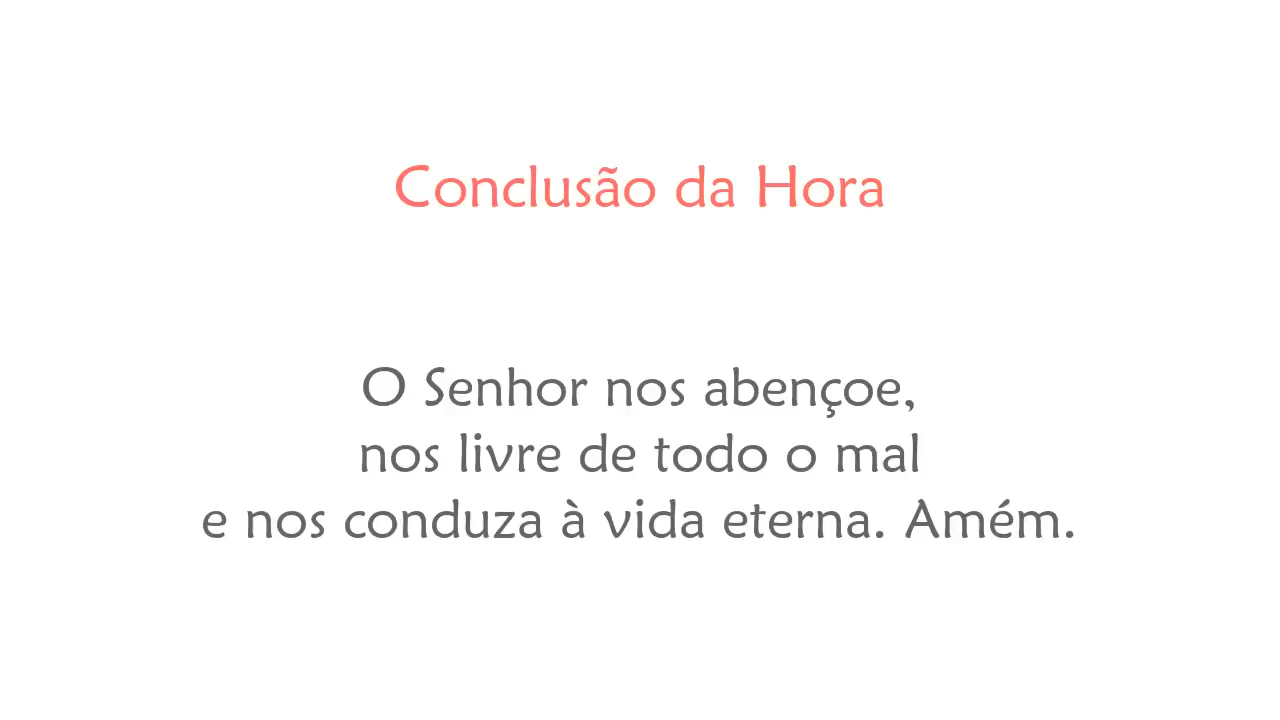 Conclusão da Hora
O Senhor nos abençoe,
nos livre de todo o mal
e nos conduza à vida eterna. Amém.